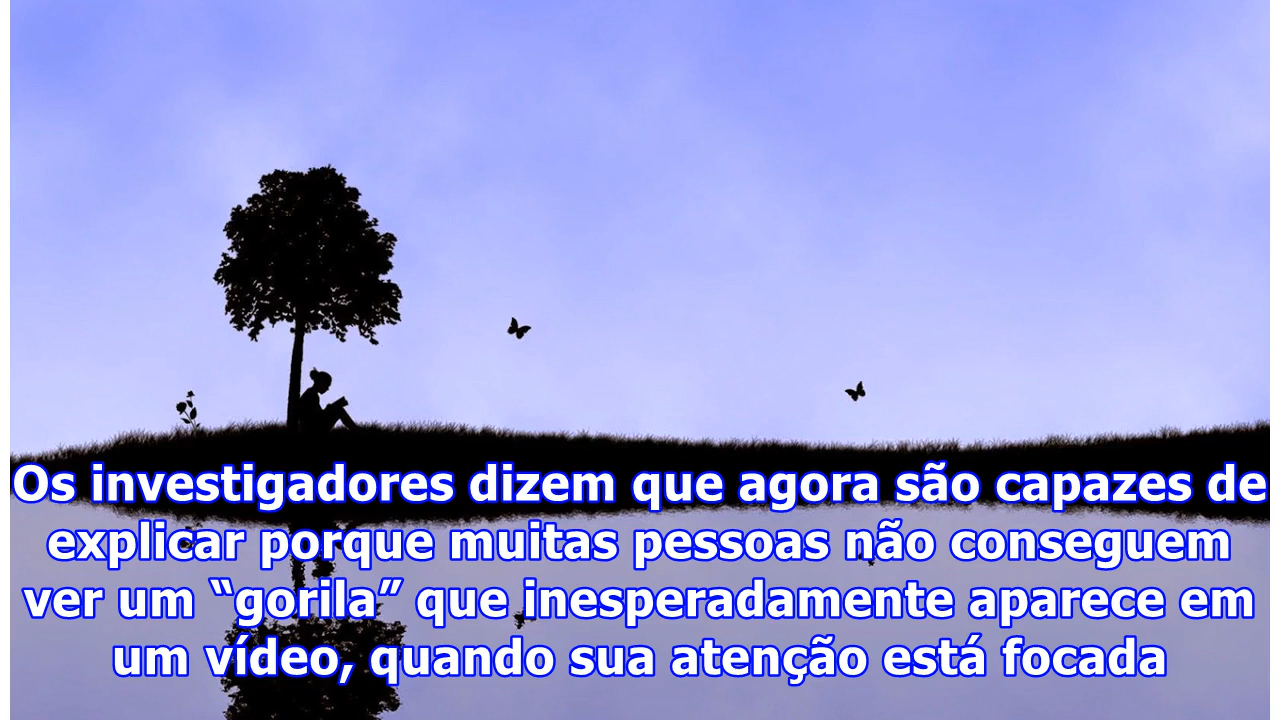 Os investigadores dizem que agora são capazes de
explicar porque muitas pessoas não conseguem
ver um “gorila” que inesperadamente aparece em
um vídeo, quando sua atenção está focada